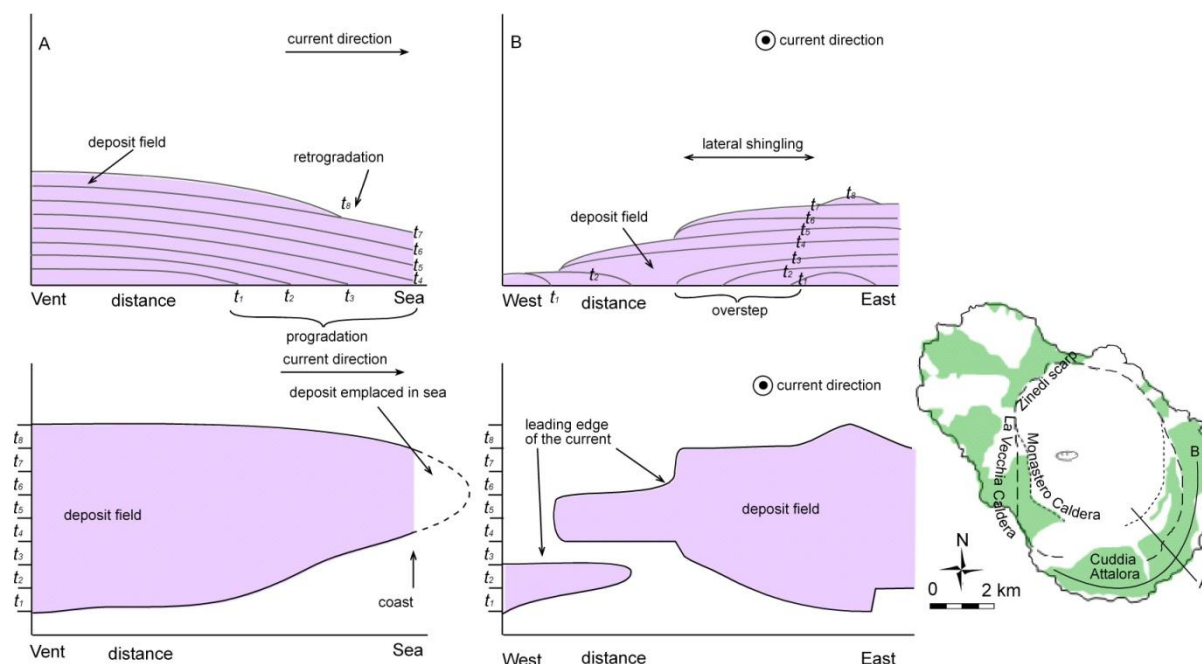 A
current direction
deposit field
retrogradation
t8
t7
t6
t5
t4
Vent
distance
t1
t2
t3
Sea
progradation
B
current direction
lateral shingling
deposit field
t8
t7
t6
t5
t4
t3
t2
t1
t2
West
t1
distance
overstep
East
current direction
deposit emplaced in sea
t8
t7
t6
t5
t4
t3
t2
t1
deposit field
coast
Vent
distance
Sea
current direction
leading edge
of the current
t8
t7
t6
t5
t4
t3
t2
t1
deposit field
West
distance
East
Zinedi scarp
La Vecchia Caldera
Monastero Caldera
B
Cuddia
Attalora
A
N
0 2 km